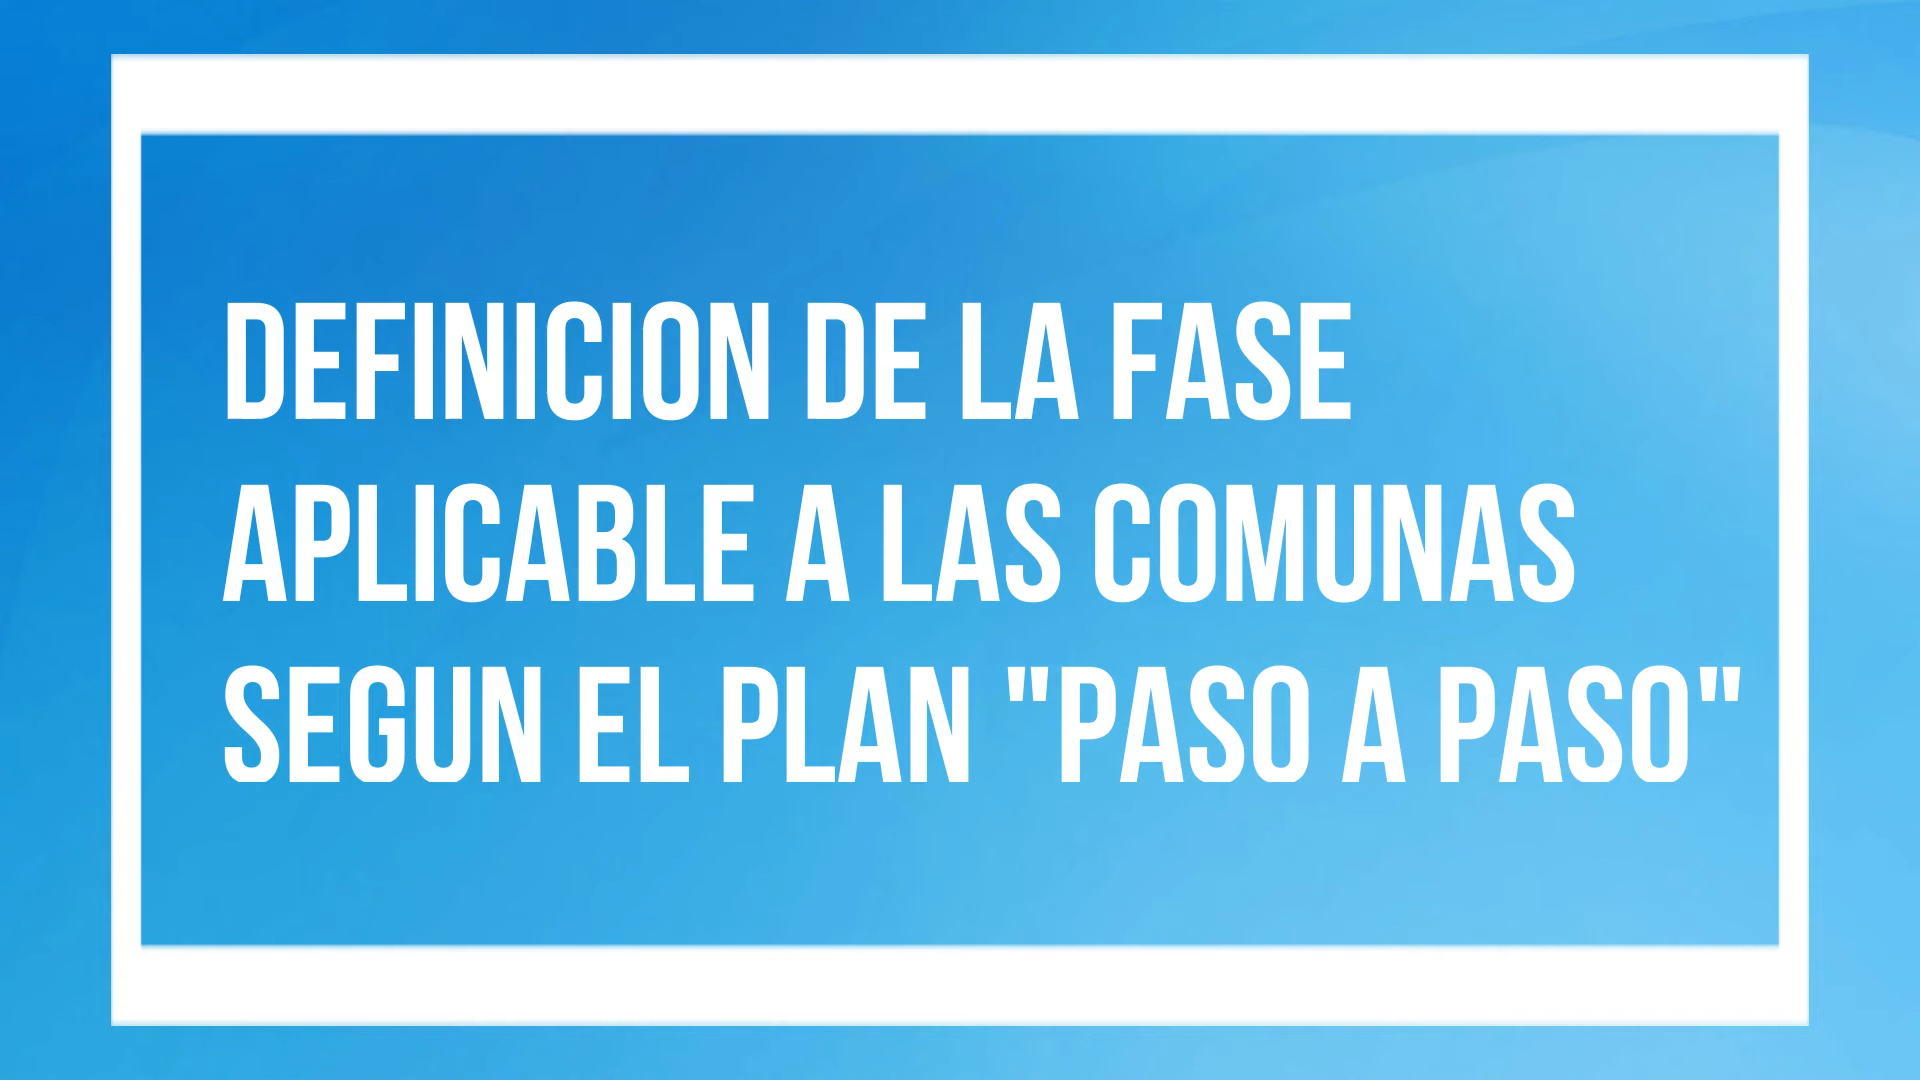 DEFINICION DE LA FASE
APLICABLE A LAS COMUNAS
SEGUN EL PLAN "PASO A PASO"